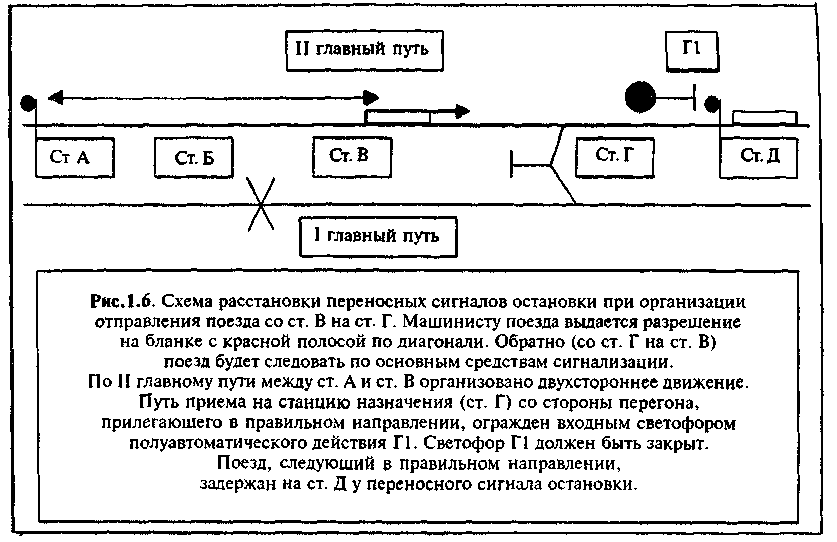 II главный путь
Г1
Ст А
Ст. Б
Ст. В
Ст. Г
Ст. Д
I главный путь
Рис.1.6. Схема расстановки переносных сигналов остановки при организации
отправления поезда со ст. В на ст. Г. Машинисту поезда выдается разрешение
на бланке с красной полосой по диагонали. Обратно (со ст. Г на ст. В)
поезд будет следовать по основным средствам сигнализации.
По II главному пути между ст. А и ст. В организовано двухстороннее движение.
Путь приема на станцию назначения (ст. Г) со стороны перегона,
прилегающего в правильном направлении, огражден входным светофором
полуавтоматического действия Г1. Светофор Г1 должен быть закрыт.
Поезд, следующий в правильном направлении,
задержан на ст. Д у переносного сигнала остановки.